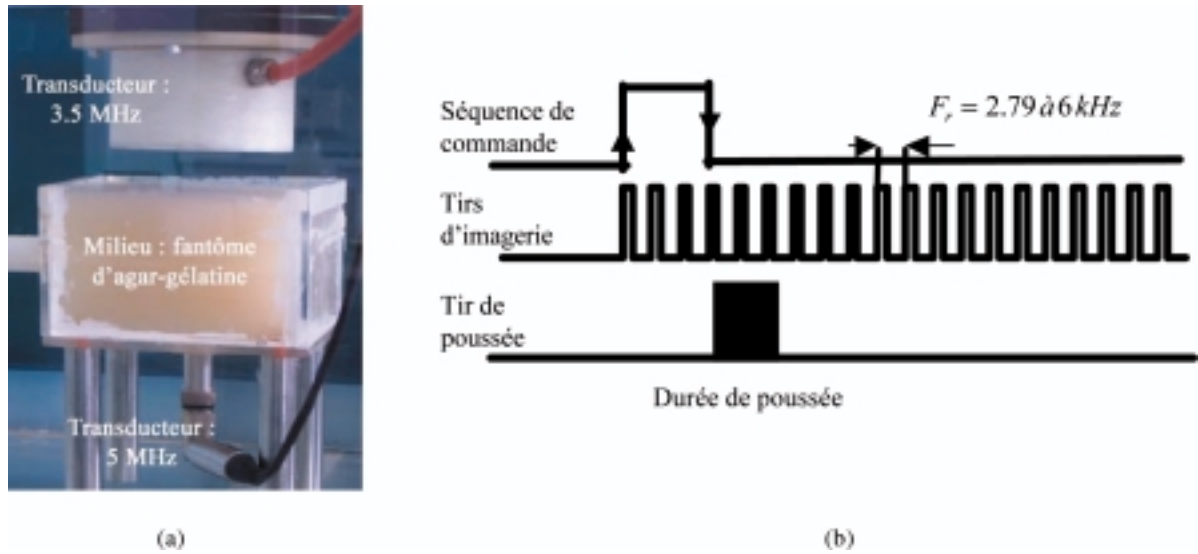 Transducteur :
3.5 MHz
Milieu : fantôme
d'agar-gélatine
Transducteur :
5 MHz
(a)
Séquence de
commande
F_r = 2.79 à 6 kHz
Tirs
d'imagerie
Tir de
poussée
Durée de poussée
(b)